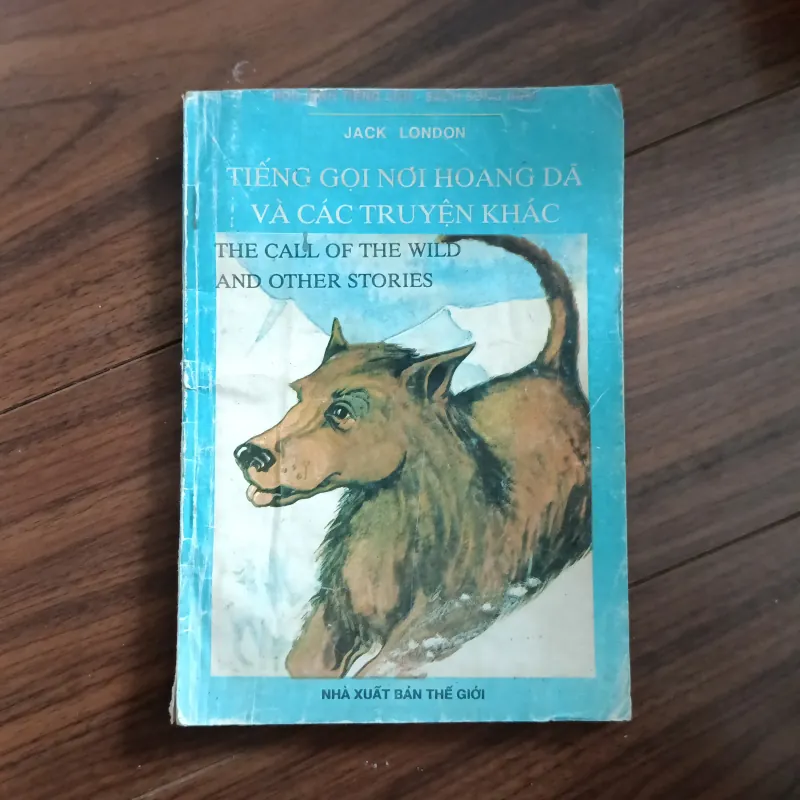 JACK LONDON
TIẾNG GỌI NƠI HOANG DÃ
VÀ CÁC TRUYỆN KHÁC
THE CALL OF THE WILD
AND OTHER STORIES
NHÀ XUẤT BẢN THẾ GIỚI